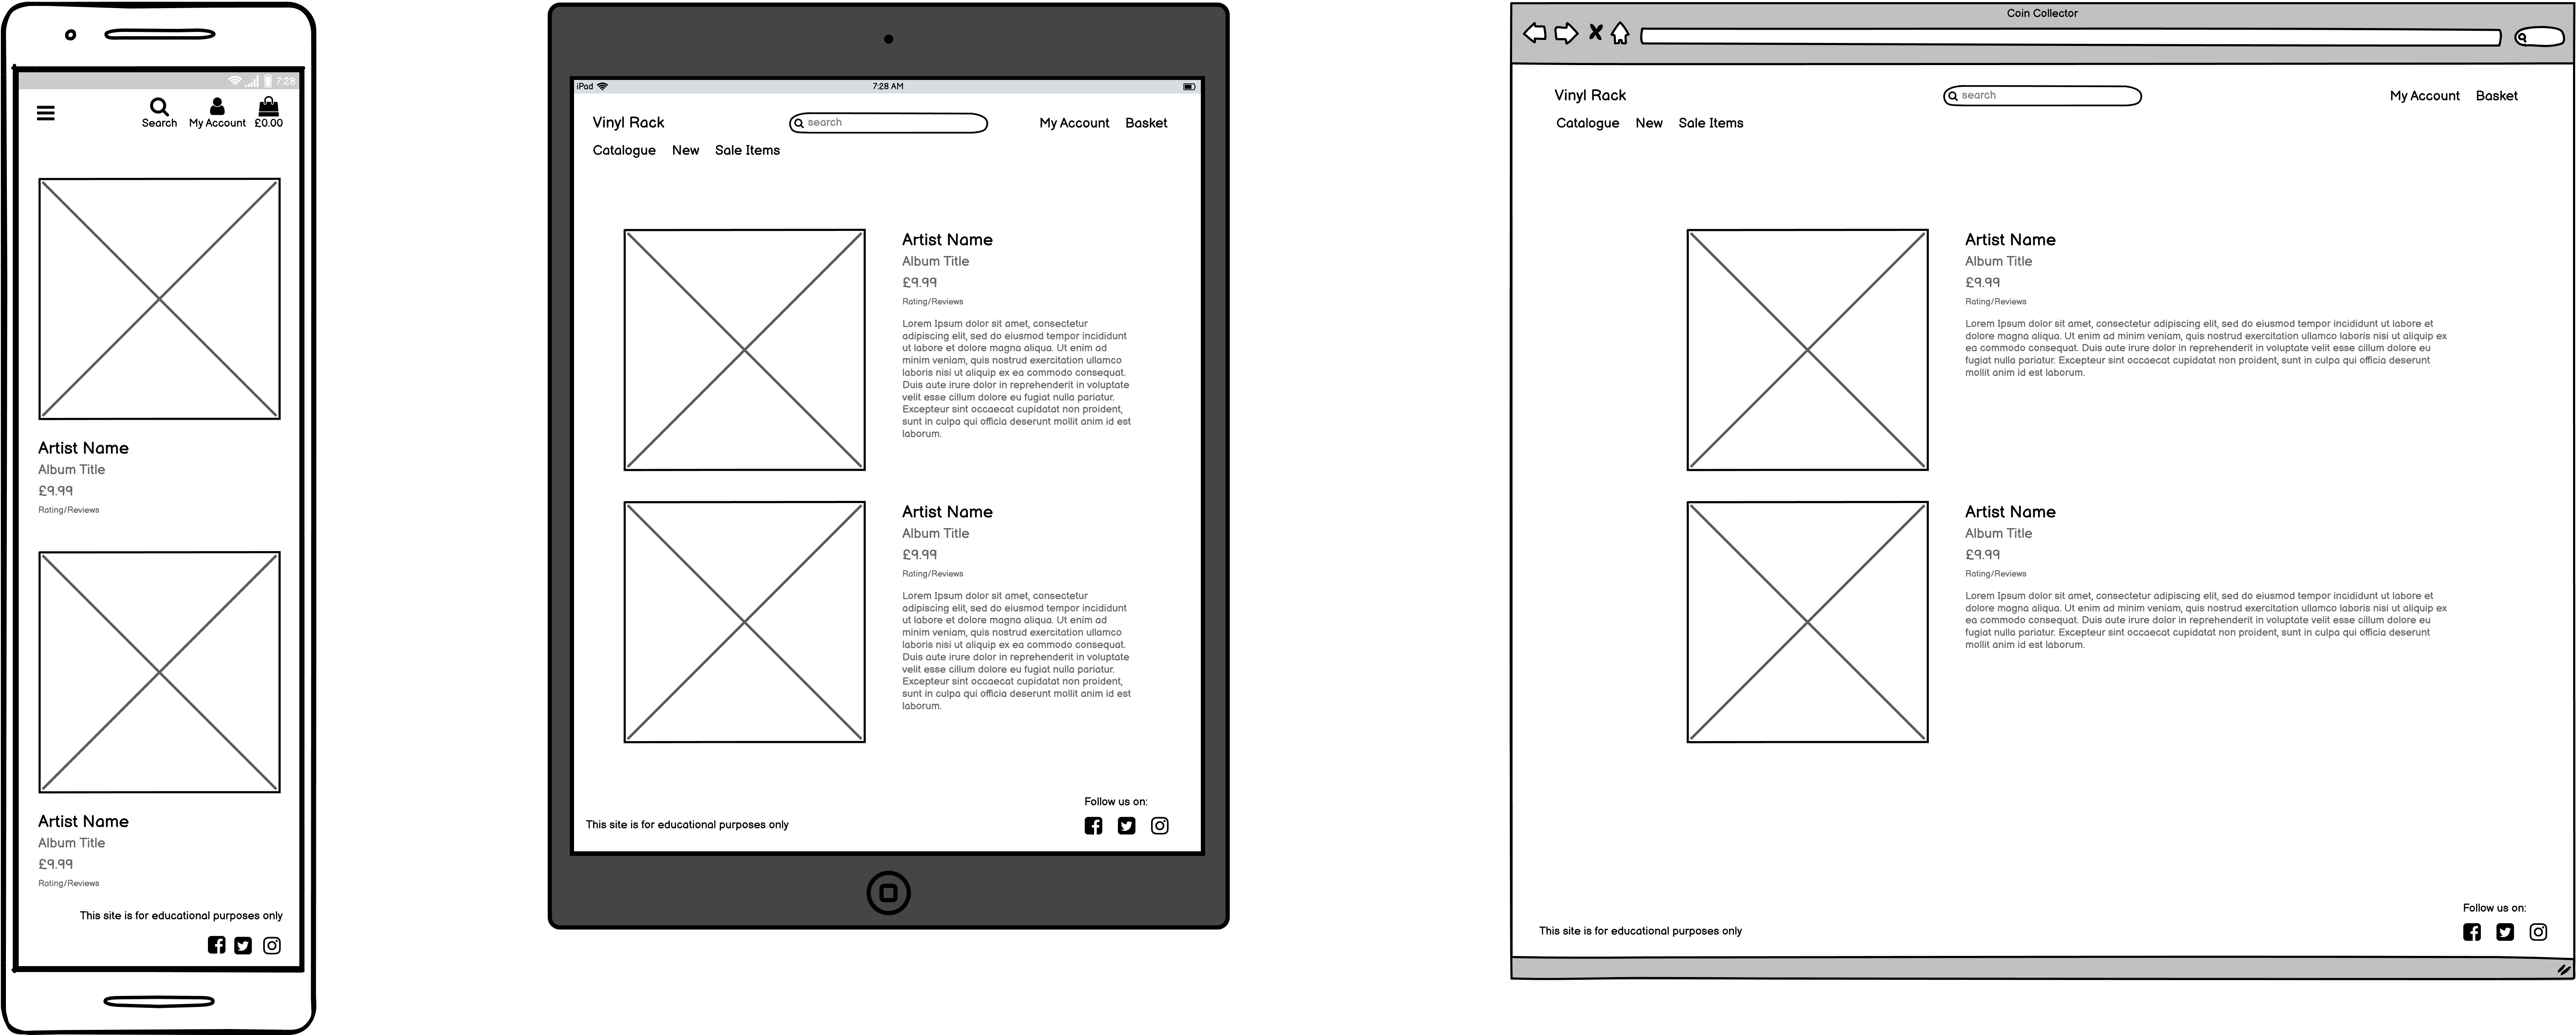 7:28
Search My Account £0.00
Artist Name
Album Title
£9.99
Rating/Reviews
Artist Name
Album Title
£9.99
Rating/Reviews
This site is for educational purposes only
iPad 7:28 AM
Vinyl Rack search My Account Basket
Catalogue New Sale Items
Artist Name
Album Title
£9.99
Rating/Reviews
Lorem Ipsum dolor sit amet, consectetur
adipiscing elit, sed do eiusmod tempor incididunt
ut labore et dolore magna aliqua. Ut enim ad
minim veniam, quis nostrud exercitation ullamco
laboris nisi ut aliquip ex ea commodo consequat.
Duis aute irure dolor in reprehenderit in voluptate
velit esse cillum dolore eu fugiat nulla pariatur.
Excepteur sint occaecat cupidatat non proident,
sunt in culpa qui officia deserunt mollit anim id est
laborum.
Artist Name
Album Title
£9.99
Rating/Reviews
Lorem Ipsum dolor sit amet, consectetur
adipiscing elit, sed do eiusmod tempor incididunt
ut labore et dolore magna aliqua. Ut enim ad
minim veniam, quis nostrud exercitation ullamco
laboris nisi ut aliquip ex ea commodo consequat.
Duis aute irure dolor in reprehenderit in voluptate
velit esse cillum dolore eu fugiat nulla pariatur.
Excepteur sint occaecat cupidatat non proident,
sunt in culpa qui officia deserunt mollit anim id est
laborum.
Follow us on:
This site is for educational purposes only
Coin Collector
Vinyl Rack search My Account Basket
Catalogue New Sale Items
Artist Name
Album Title
£9.99
Rating/Reviews
Lorem Ipsum dolor sit amet, consectetur adipiscing elit, sed do eiusmod tempor incididunt ut labore et
dolore magna aliqua. Ut enim ad minim veniam, quis nostrud exercitation ullamco laboris nisi ut aliquip ex
ea commodo consequat. Duis aute irure dolor in reprehenderit in voluptate velit esse cillum dolore eu
fugiat nulla pariatur. Excepteur sint occaecat cupidatat non proident, sunt in culpa qui officia deserunt
mollit anim id est laborum.
Artist Name
Album Title
£9.99
Rating/Reviews
Lorem Ipsum dolor sit amet, consectetur adipiscing elit, sed do eiusmod tempor incididunt ut labore et
dolore magna aliqua. Ut enim ad minim veniam, quis nostrud exercitation ullamco laboris nisi ut aliquip ex
ea commodo consequat. Duis aute irure dolor in reprehenderit in voluptate velit esse cillum dolore eu
fugiat nulla pariatur. Excepteur sint occaecat cupidatat non proident, sunt in culpa qui officia deserunt
mollit anim id est laborum.
Follow us on:
This site is for educational purposes only